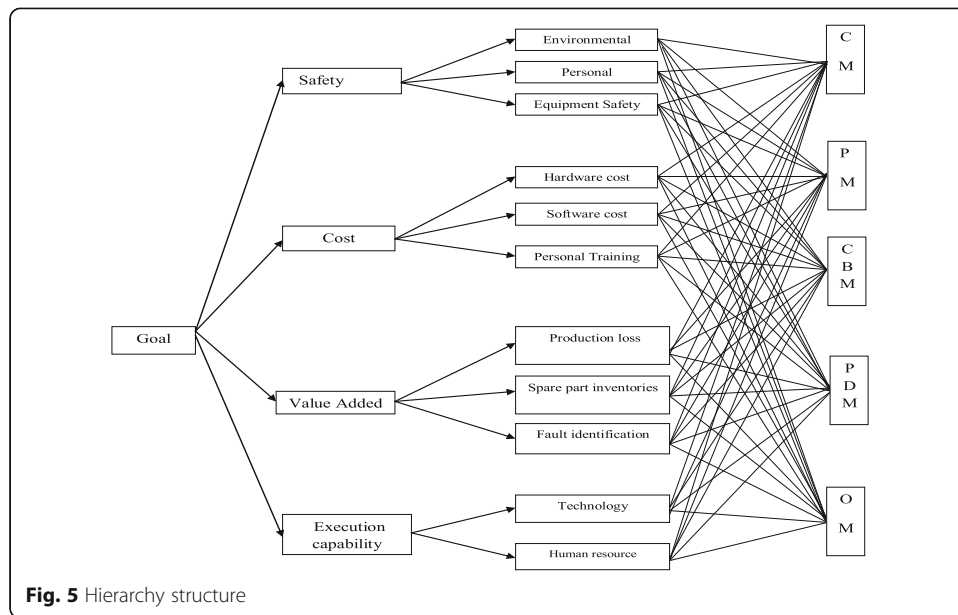 Goal
Safety
Cost
Value Added
Execution
capability
Environmental
Personal
Equipment Safety
Hardware cost
Software cost
Personal Training
Production loss
Spare part inventories
Fault identification
Technology
Human resource
C
M
P
M
C
B
M
P
D
M
O
M
Fig. 5 Hierarchy structure